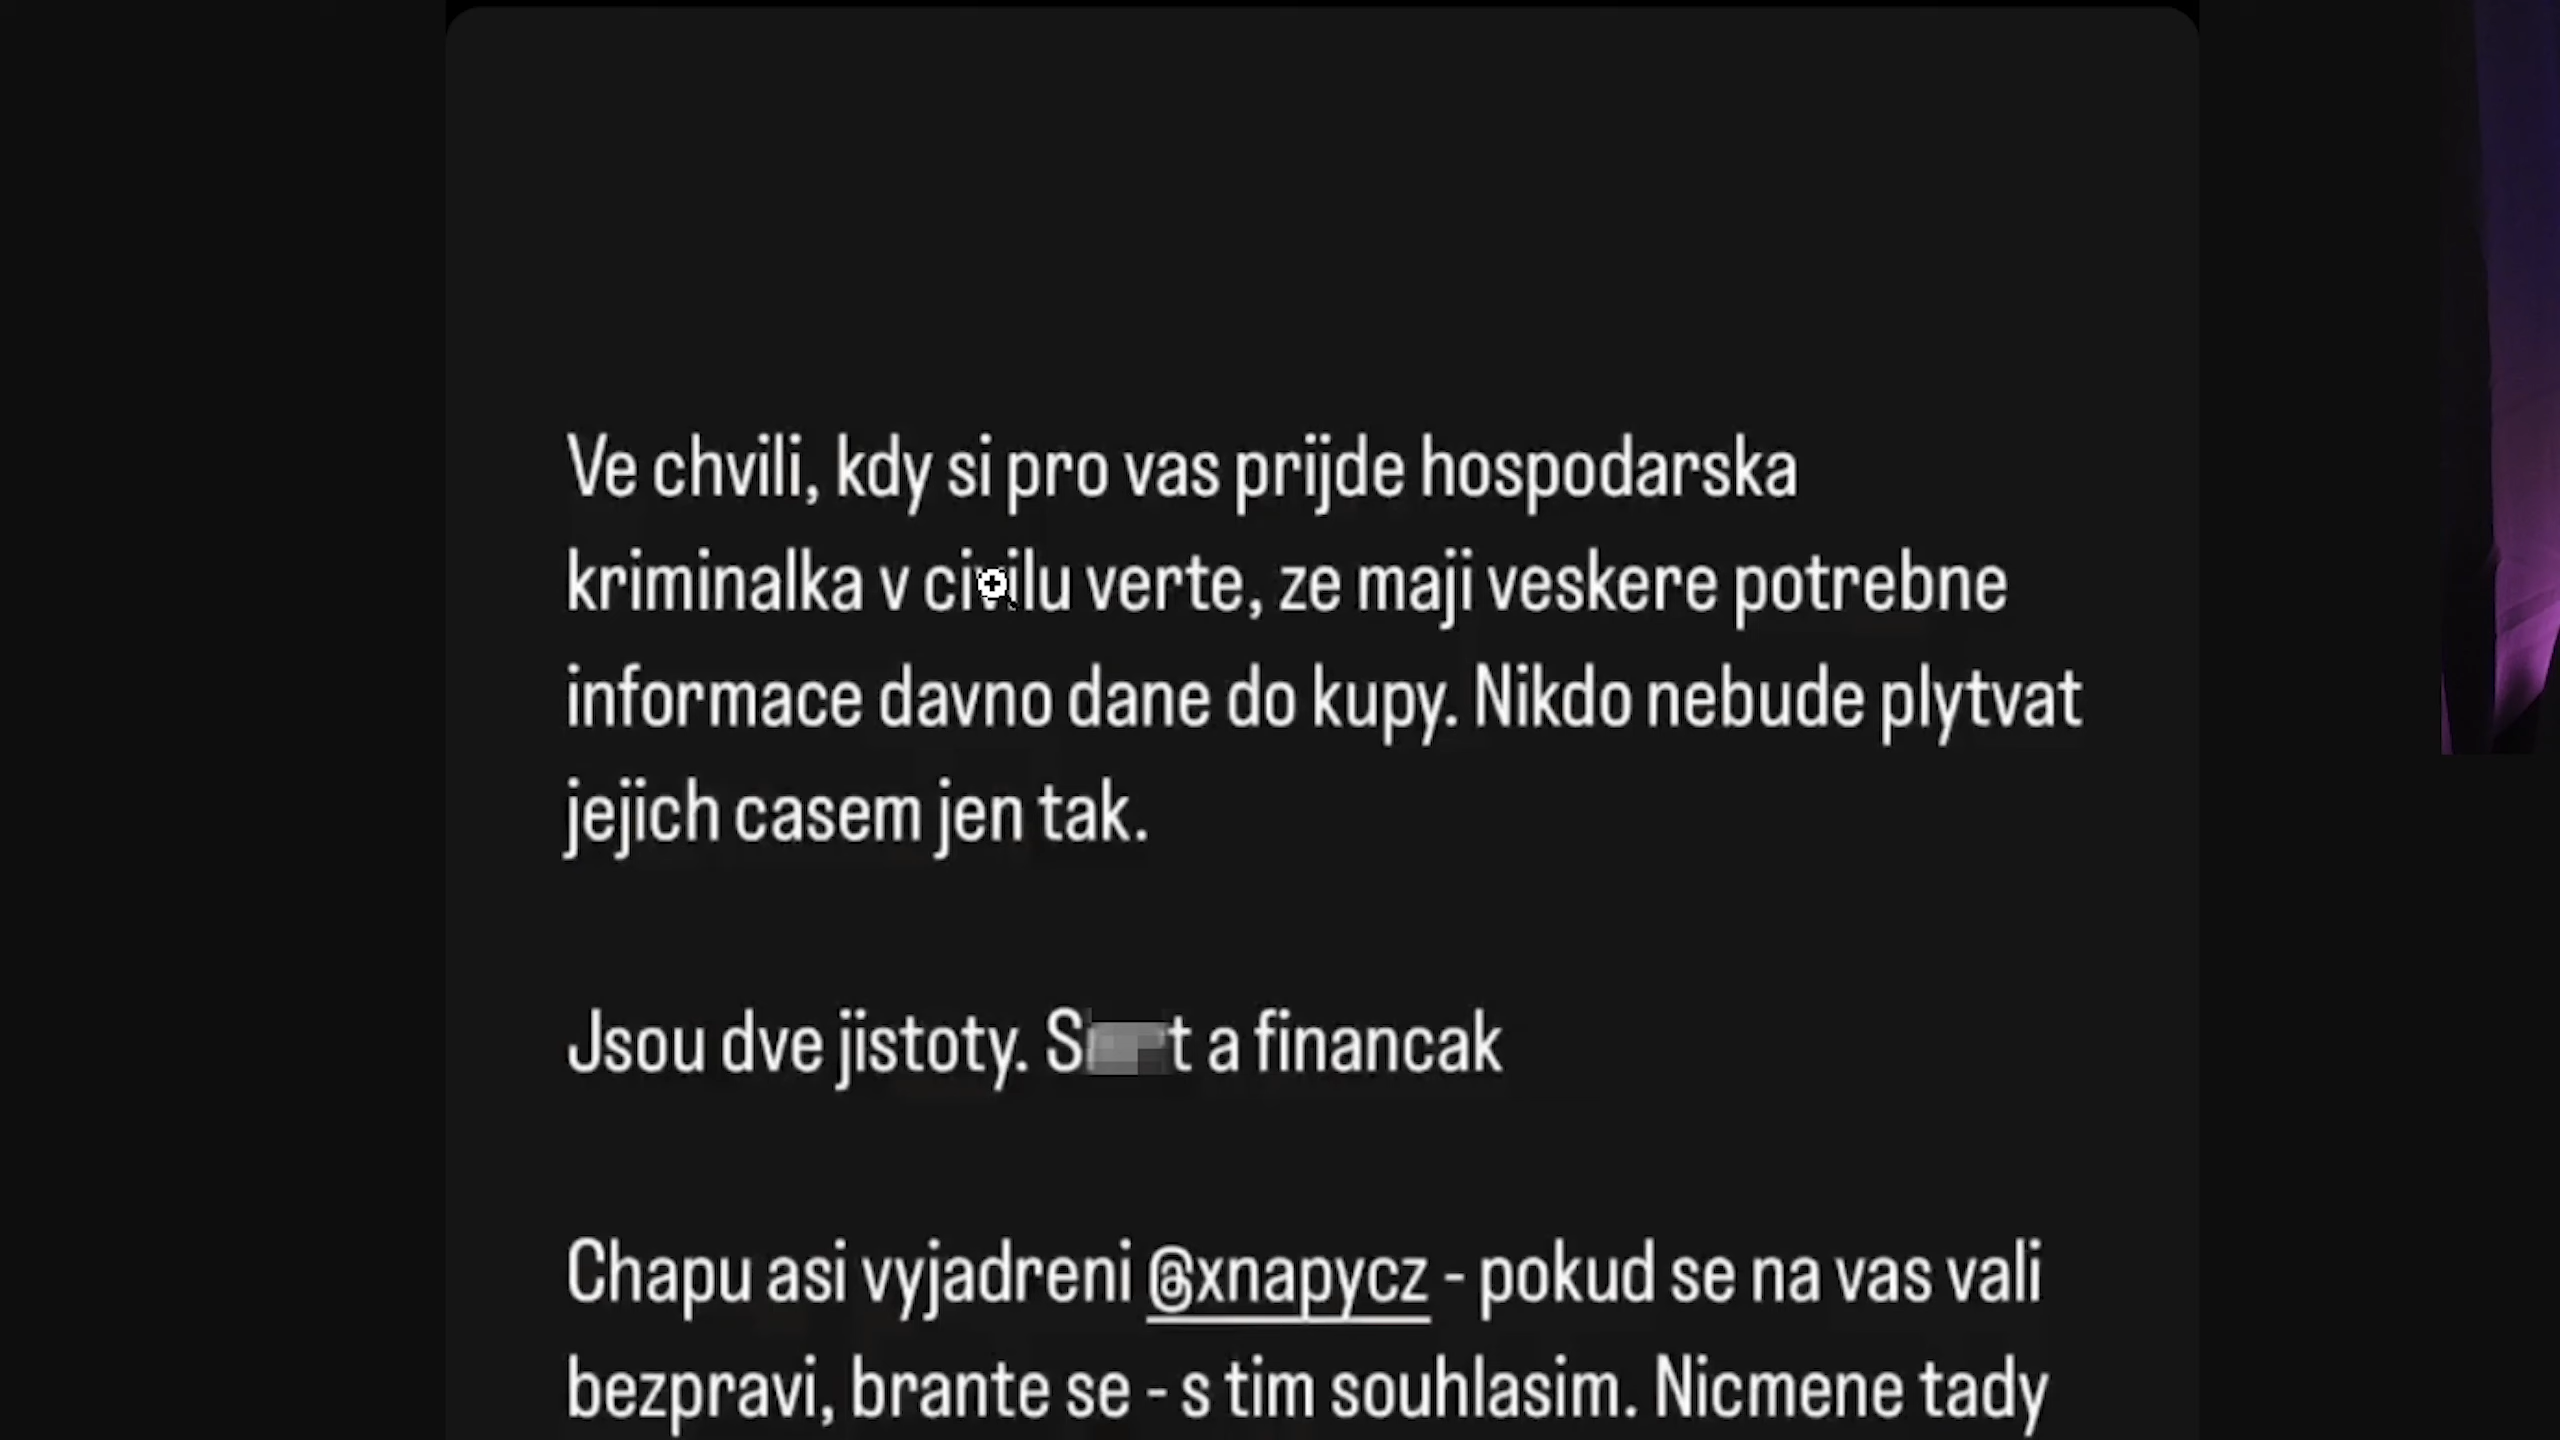 Ve chvili, kdy si pro vas prijde hospodarska
kriminalka v civilu verte, ze maji veskere potrebne
informace davno dane do kupy. Nikdo nebude plytvat
jejich casem jen tak.
Jsou dve jistoty. a financak
Chapu asi vyjadreni @xnapycz - pokud se na vas vali
bezpravi, brante se - s tim souhlasim. Nicmene tady